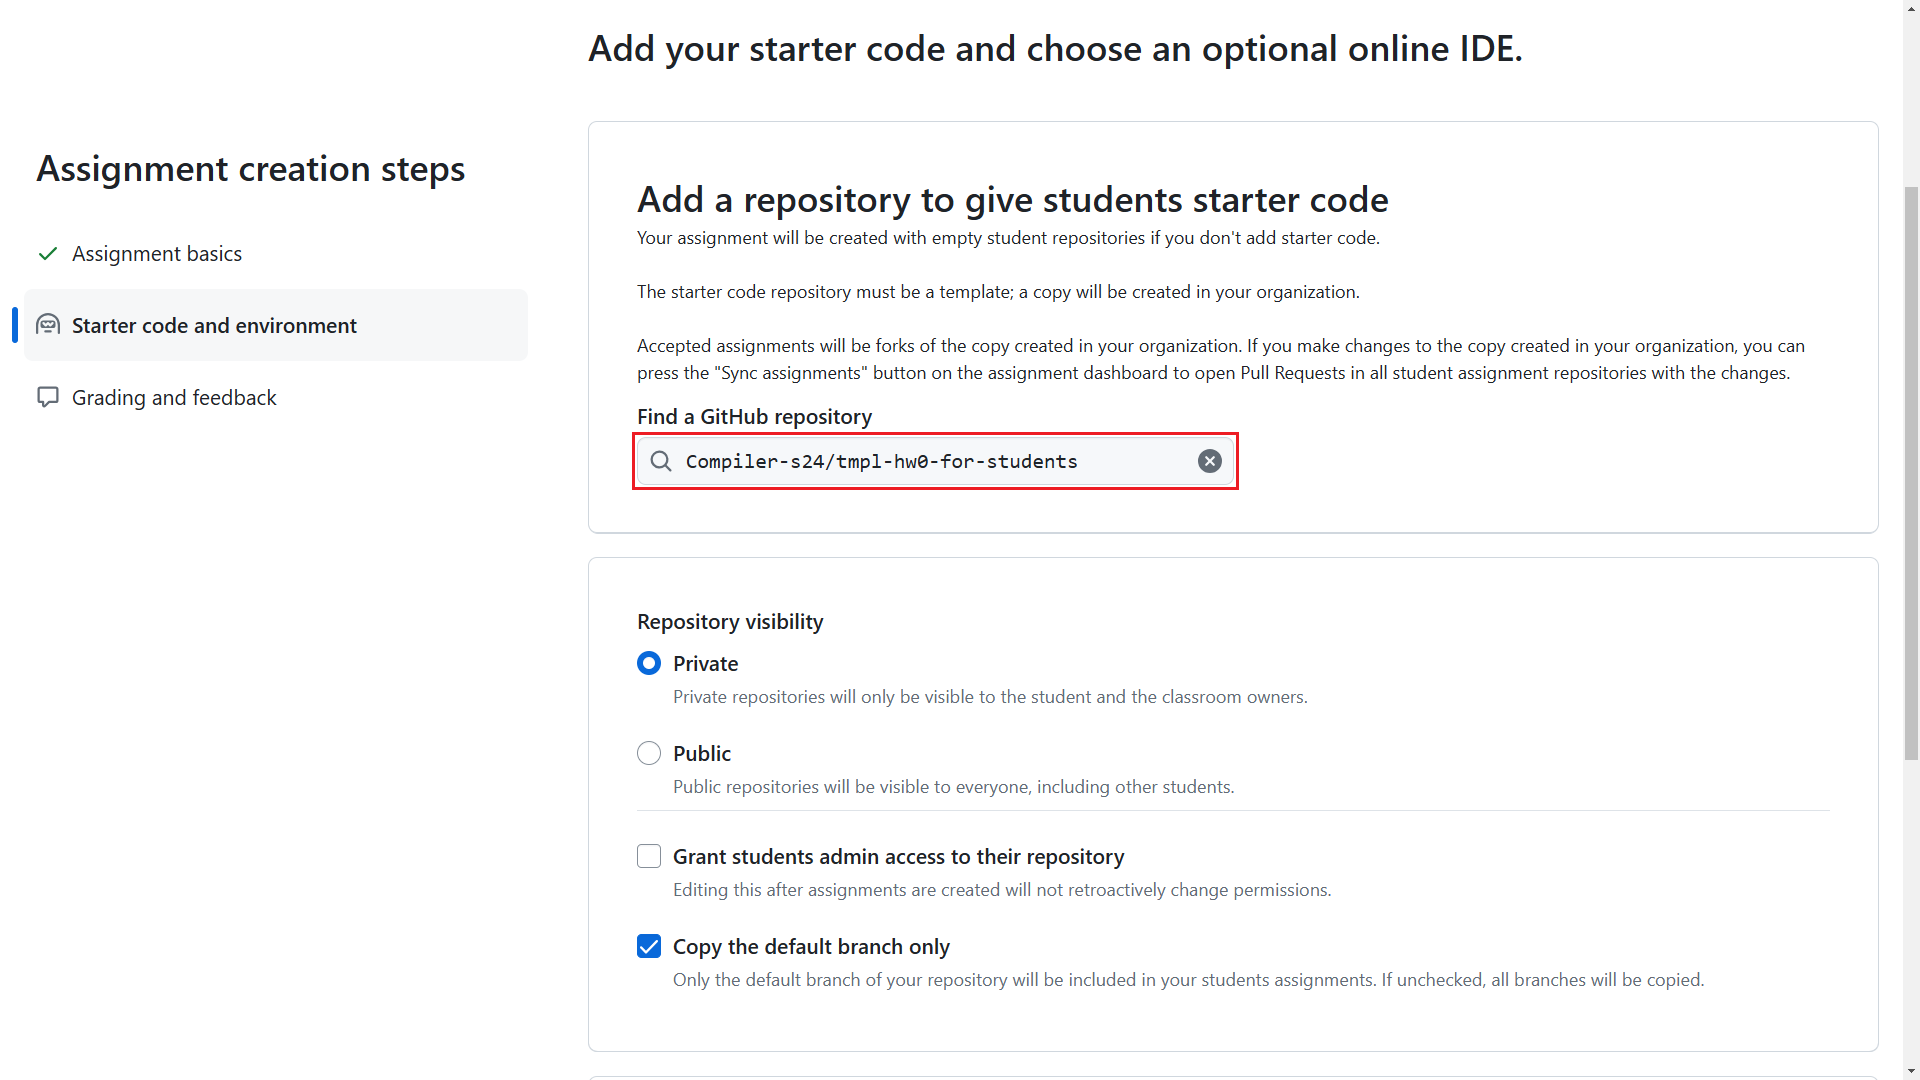 Add your starter code and choose an optional online IDE.
Assignment creation steps
Assignment basics
Starter code and environment
Grading and feedback
Add a repository to give students starter code
Your assignment will be created with empty student repositories if you don't add starter code.
The starter code repository must be a template; a copy will be created in your organization.
Accepted assignments will be forks of the copy created in your organization. If you make changes to the copy created in your organization, you can
press the "Sync assignments" button on the assignment dashboard to open Pull Requests in all student assignment repositories with the changes.
Find a GitHub repository
Compiler-s24/tmpl-hw0-for-students
Repository visibility
Private
Private repositories will only be visible to the student and the classroom owners.
Public
Public repositories will be visible to everyone, including other students.
Grant students admin access to their repository
Editing this after assignments are created will not retroactively change permissions.
Copy the default branch only
Only the default branch of your repository will be included in your students assignments. If unchecked, all branches will be copied.